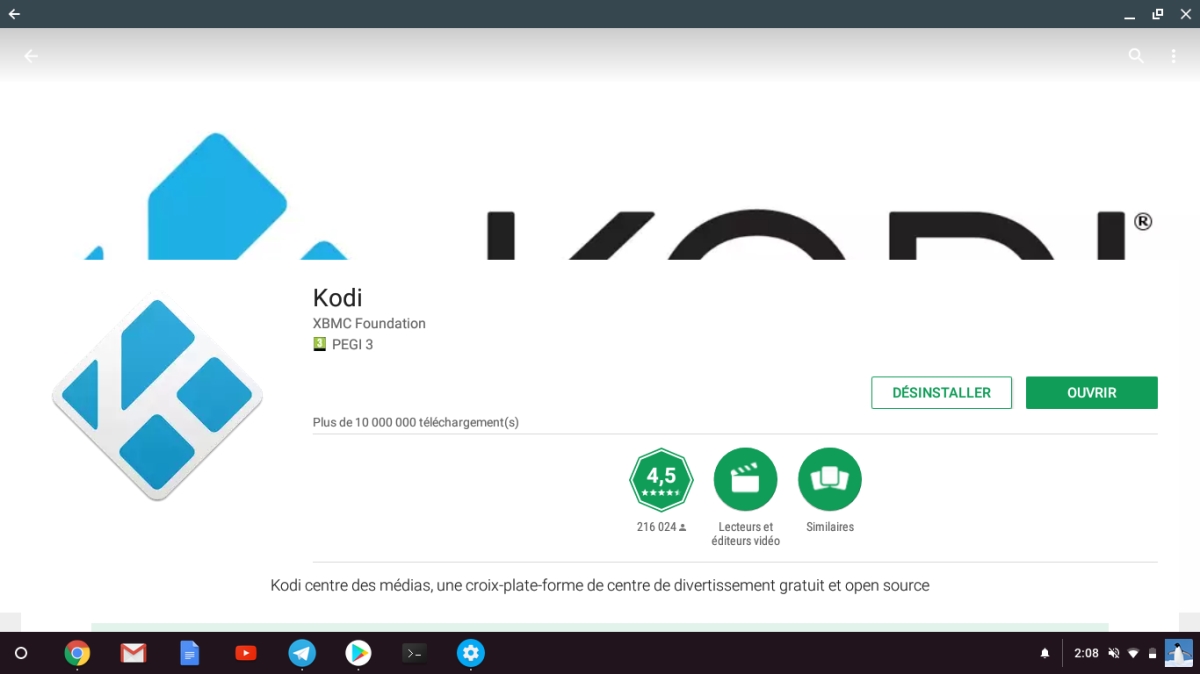 KODI®
Kodi
XBMC Foundation
3 PEGI 3
DÉSINSTALLER
OUVRIR
Plus de 10 000 000 téléchargement(s)
4,5
216 024
Lecteurs et
éditeurs vidéo
Similaires
Kodi centre des médias, une croix-plate-forme de centre de divertissement gratuit et open source
2:08